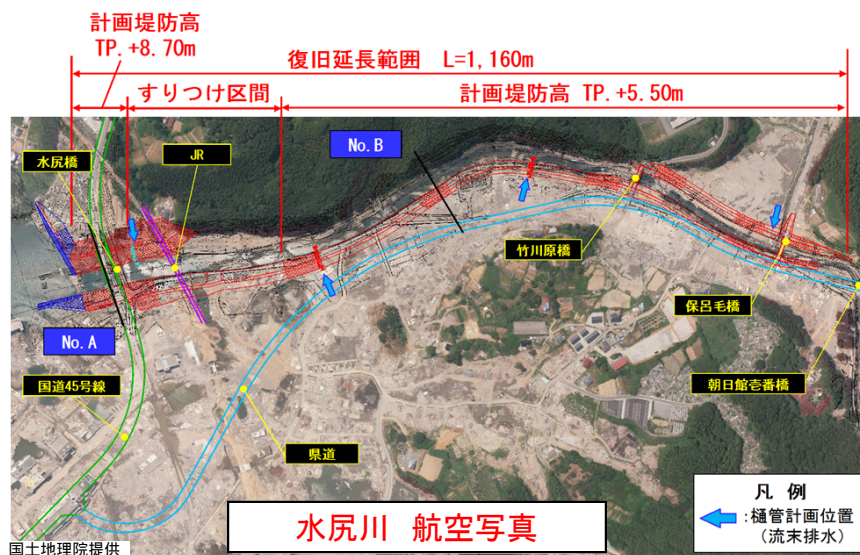 計画堤防高
TP.+8.70m
復旧延長範囲 L=1,160m
すりつけ区間
計画堤防高 TP.+5.50m
水尻橋
JR
No.B
竹川原橋
保呂毛橋
No.A
国道45号線
朝日館壱番橋
県道
凡 例
:樋管計画位置
(流末排水)
水尻川 航空写真
国土地理院提供